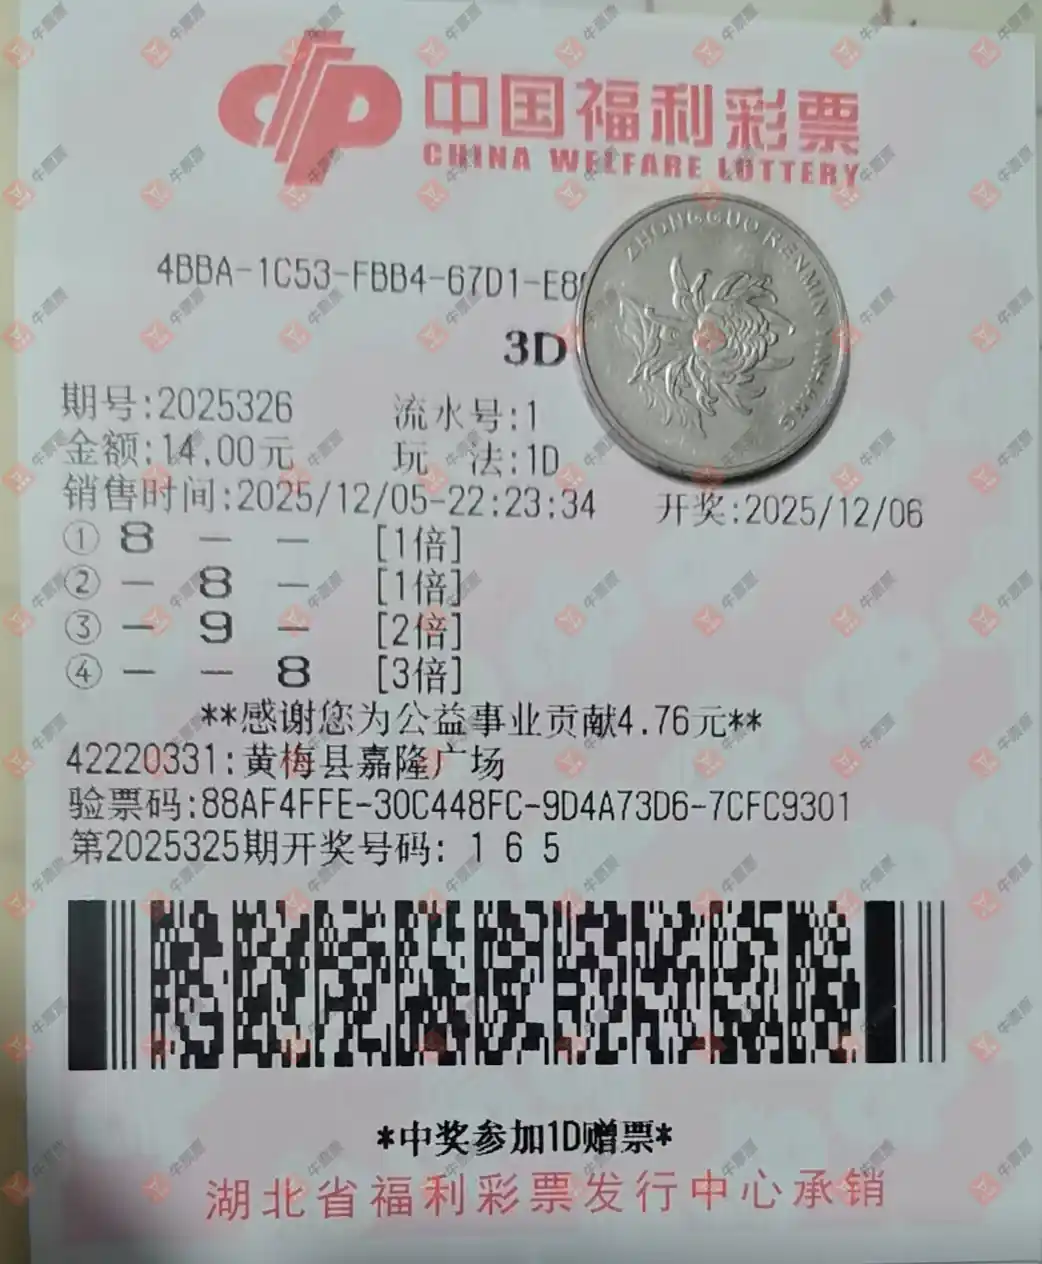 中国福利彩票
CHINA WELFARE LOTTERY
4BBA-1C53-FBB4-67D1-E8
ZHONGGUO RENMIN YINHANG
3D
期号:2025326 流水号:1
金额:14.00元 玩 法:1D
销售时间:2025/12/05-22:23:34 开奖:2025/12/06
① 8 - - [1倍]
② - 8 - [1倍]
③ - 9 - [2倍]
④ - - 8 [3倍]
**感谢您为公益事业贡献4.76元**
42220331:黄梅县嘉隆广场
验票码:88AF4FFE-30C448FC-9D4A73D6-7CFC9301
第2025325期开奖号码: 1 6 5
*中奖参加1D赠票*
湖北省福利彩票发行中心承销